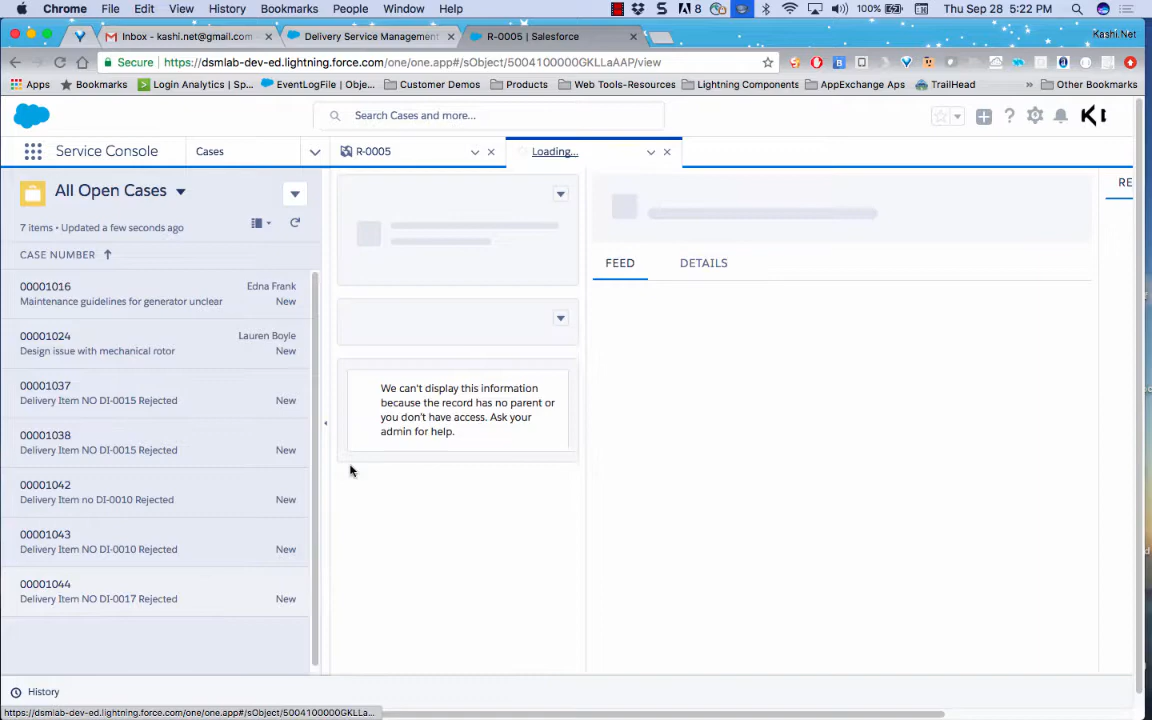 Chrome File Edit View History Bookmarks People Window Help 8 100% Thu Sep 28 5:22 PM
Inbox - kashi.net@gmail.com × Delivery Service Management × R-0005 | Salesforce × Kashi.Net
Secure https://dsmlab-dev-ed.lightning.force.com/one/one.app#/sObject/5004100000GKLLaAAP/view
Apps Bookmarks Login Analytics | Sp... EventLogFile | Obje... Customer Demos Products Web Tools-Resources Lightning Components AppExchange Apps TrailHead » Other Bookmarks
Search Cases and more...
Service Console Cases R-0005 Loading...
All Open Cases
7 items • Updated a few seconds ago
CASE NUMBER
00001016 Edna Frank
Maintenance guidelines for generator unclear New
00001024 Lauren Boyle
Design issue with mechanical rotor New
00001037
Delivery Item NO DI-0015 Rejected New
00001038
Delivery Item NO DI-0015 Rejected New
00001042
Delivery Item no DI-0010 Rejected New
00001043
Delivery Item NO DI-0010 Rejected New
00001044
Delivery Item NO DI-0017 Rejected New
We can't display this information
because the record has no parent or
you don't have access. Ask your
admin for help.
FEED DETAILS
RE
History
https://dsmlab-dev-ed.lightning.force.com/one/one.app#/sObject/5004100000GKLLa...